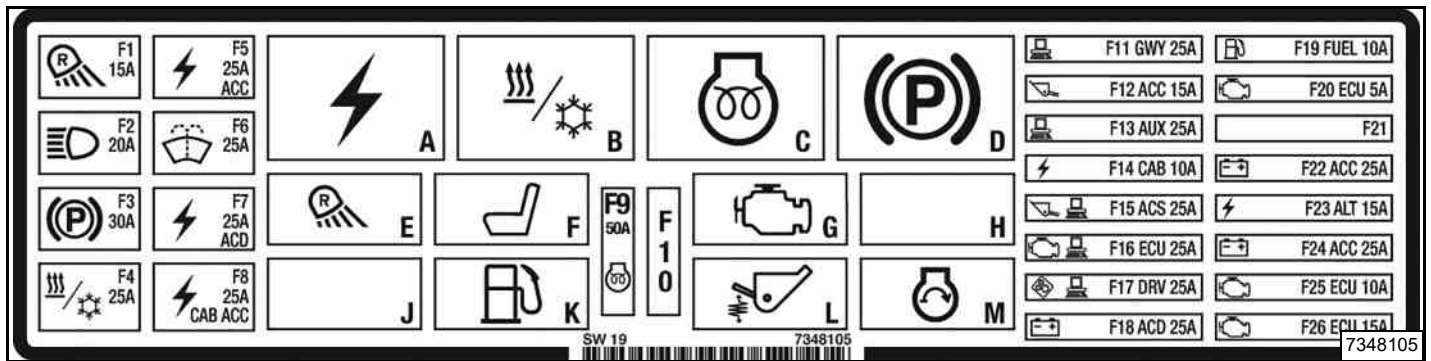 F1
15A
F5
25A
ACC
F2
20A
F6
25A
F3
30A
F7
25A
ACD
F4
25A
F8
25A
CAB ACC
A
B
C
D
E
F
F9
50A
F
1
0
G
H
J
K
L
M
F11 GWY 25A
F12 ACC 15A
F13 AUX 25A
F14 CAB 10A
F15 ACS 25A
F16 ECU 25A
F17 DRV 25A
F18 ACD 25A
F19 FUEL 10A
F20 ECU 5A
F21
F22 ACC 25A
F23 ALT 15A
F24 ACC 25A
F25 ECU 10A
F26 ECU 15A
SW 19
7348105
7348105